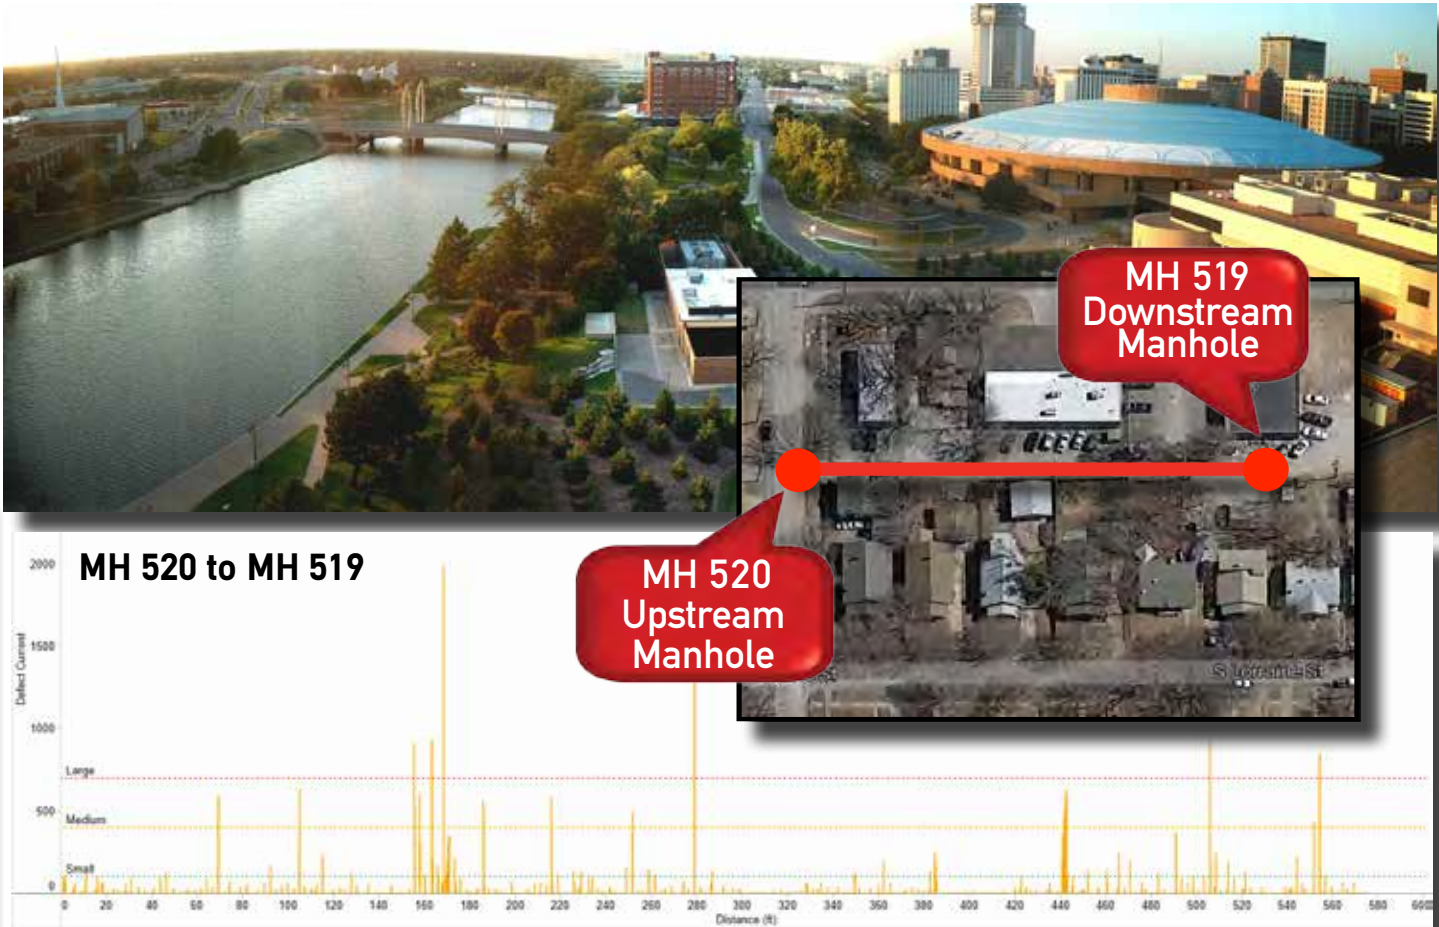 MH 519
Downstream
Manhole
MH 520
Upstream
Manhole
S Lorraine St
MH 520 to MH 519
Defect Current
2000
1500
1000
500
0
Large
Medium
Small
0 20 40 60 80 100 120 140 160 180 200 220 240 260 280 300 320 340 360 380 400 420 440 460 480 500 520 540 560 580 600
Distance (ft)